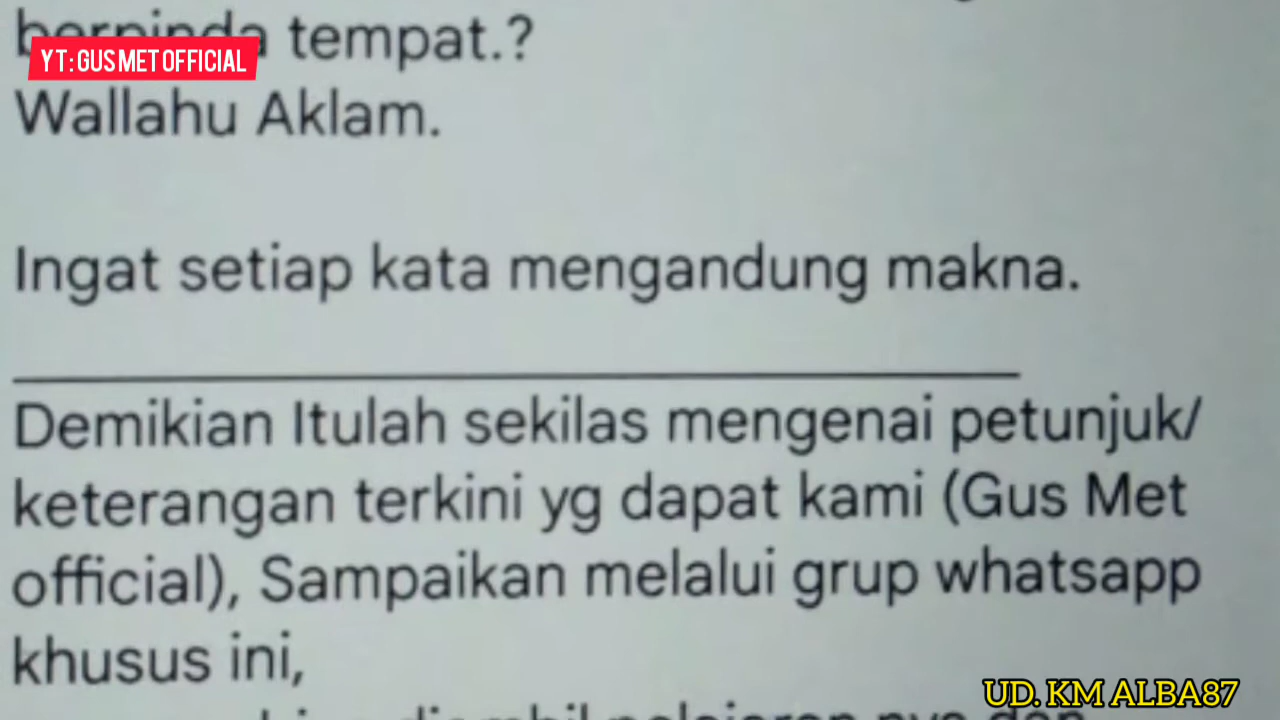 berpinda tempat.?
YT: GUS MET OFFICIAL
Wallahu Aklam.
Ingat setiap kata mengandung makna.
Demikian Itulah sekilas mengenai petunjuk/
keterangan terkini yg dapat kami (Gus Met
official), Sampaikan melalui grup whatsapp
khusus ini,
UD. KM ALBA87